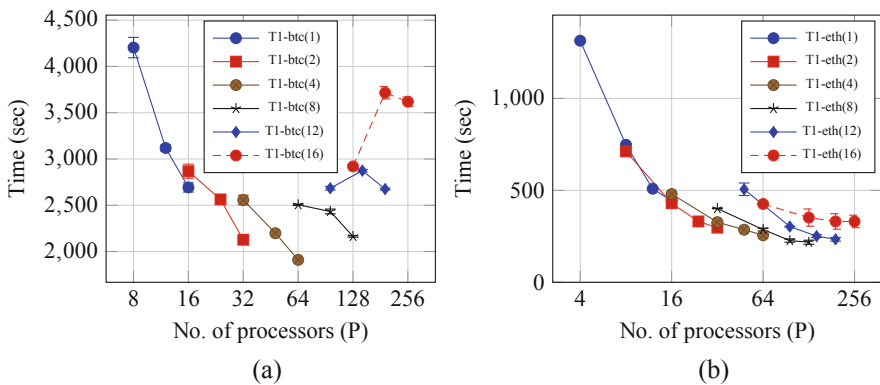 4,500
4,000
3,500
3,000
2,500
2,000
Time (sec)
8
16
32
64
128
256
No. of processors (P)
T1-btc(1)
T1-btc(2)
T1-btc(4)
T1-btc(8)
T1-btc(12)
T1-btc(16)
(a)
1,000
500
0
Time (sec)
4
16
64
256
No. of processors (P)
T1-eth(1)
T1-eth(2)
T1-eth(4)
T1-eth(8)
T1-eth(12)
T1-eth(16)
(b)